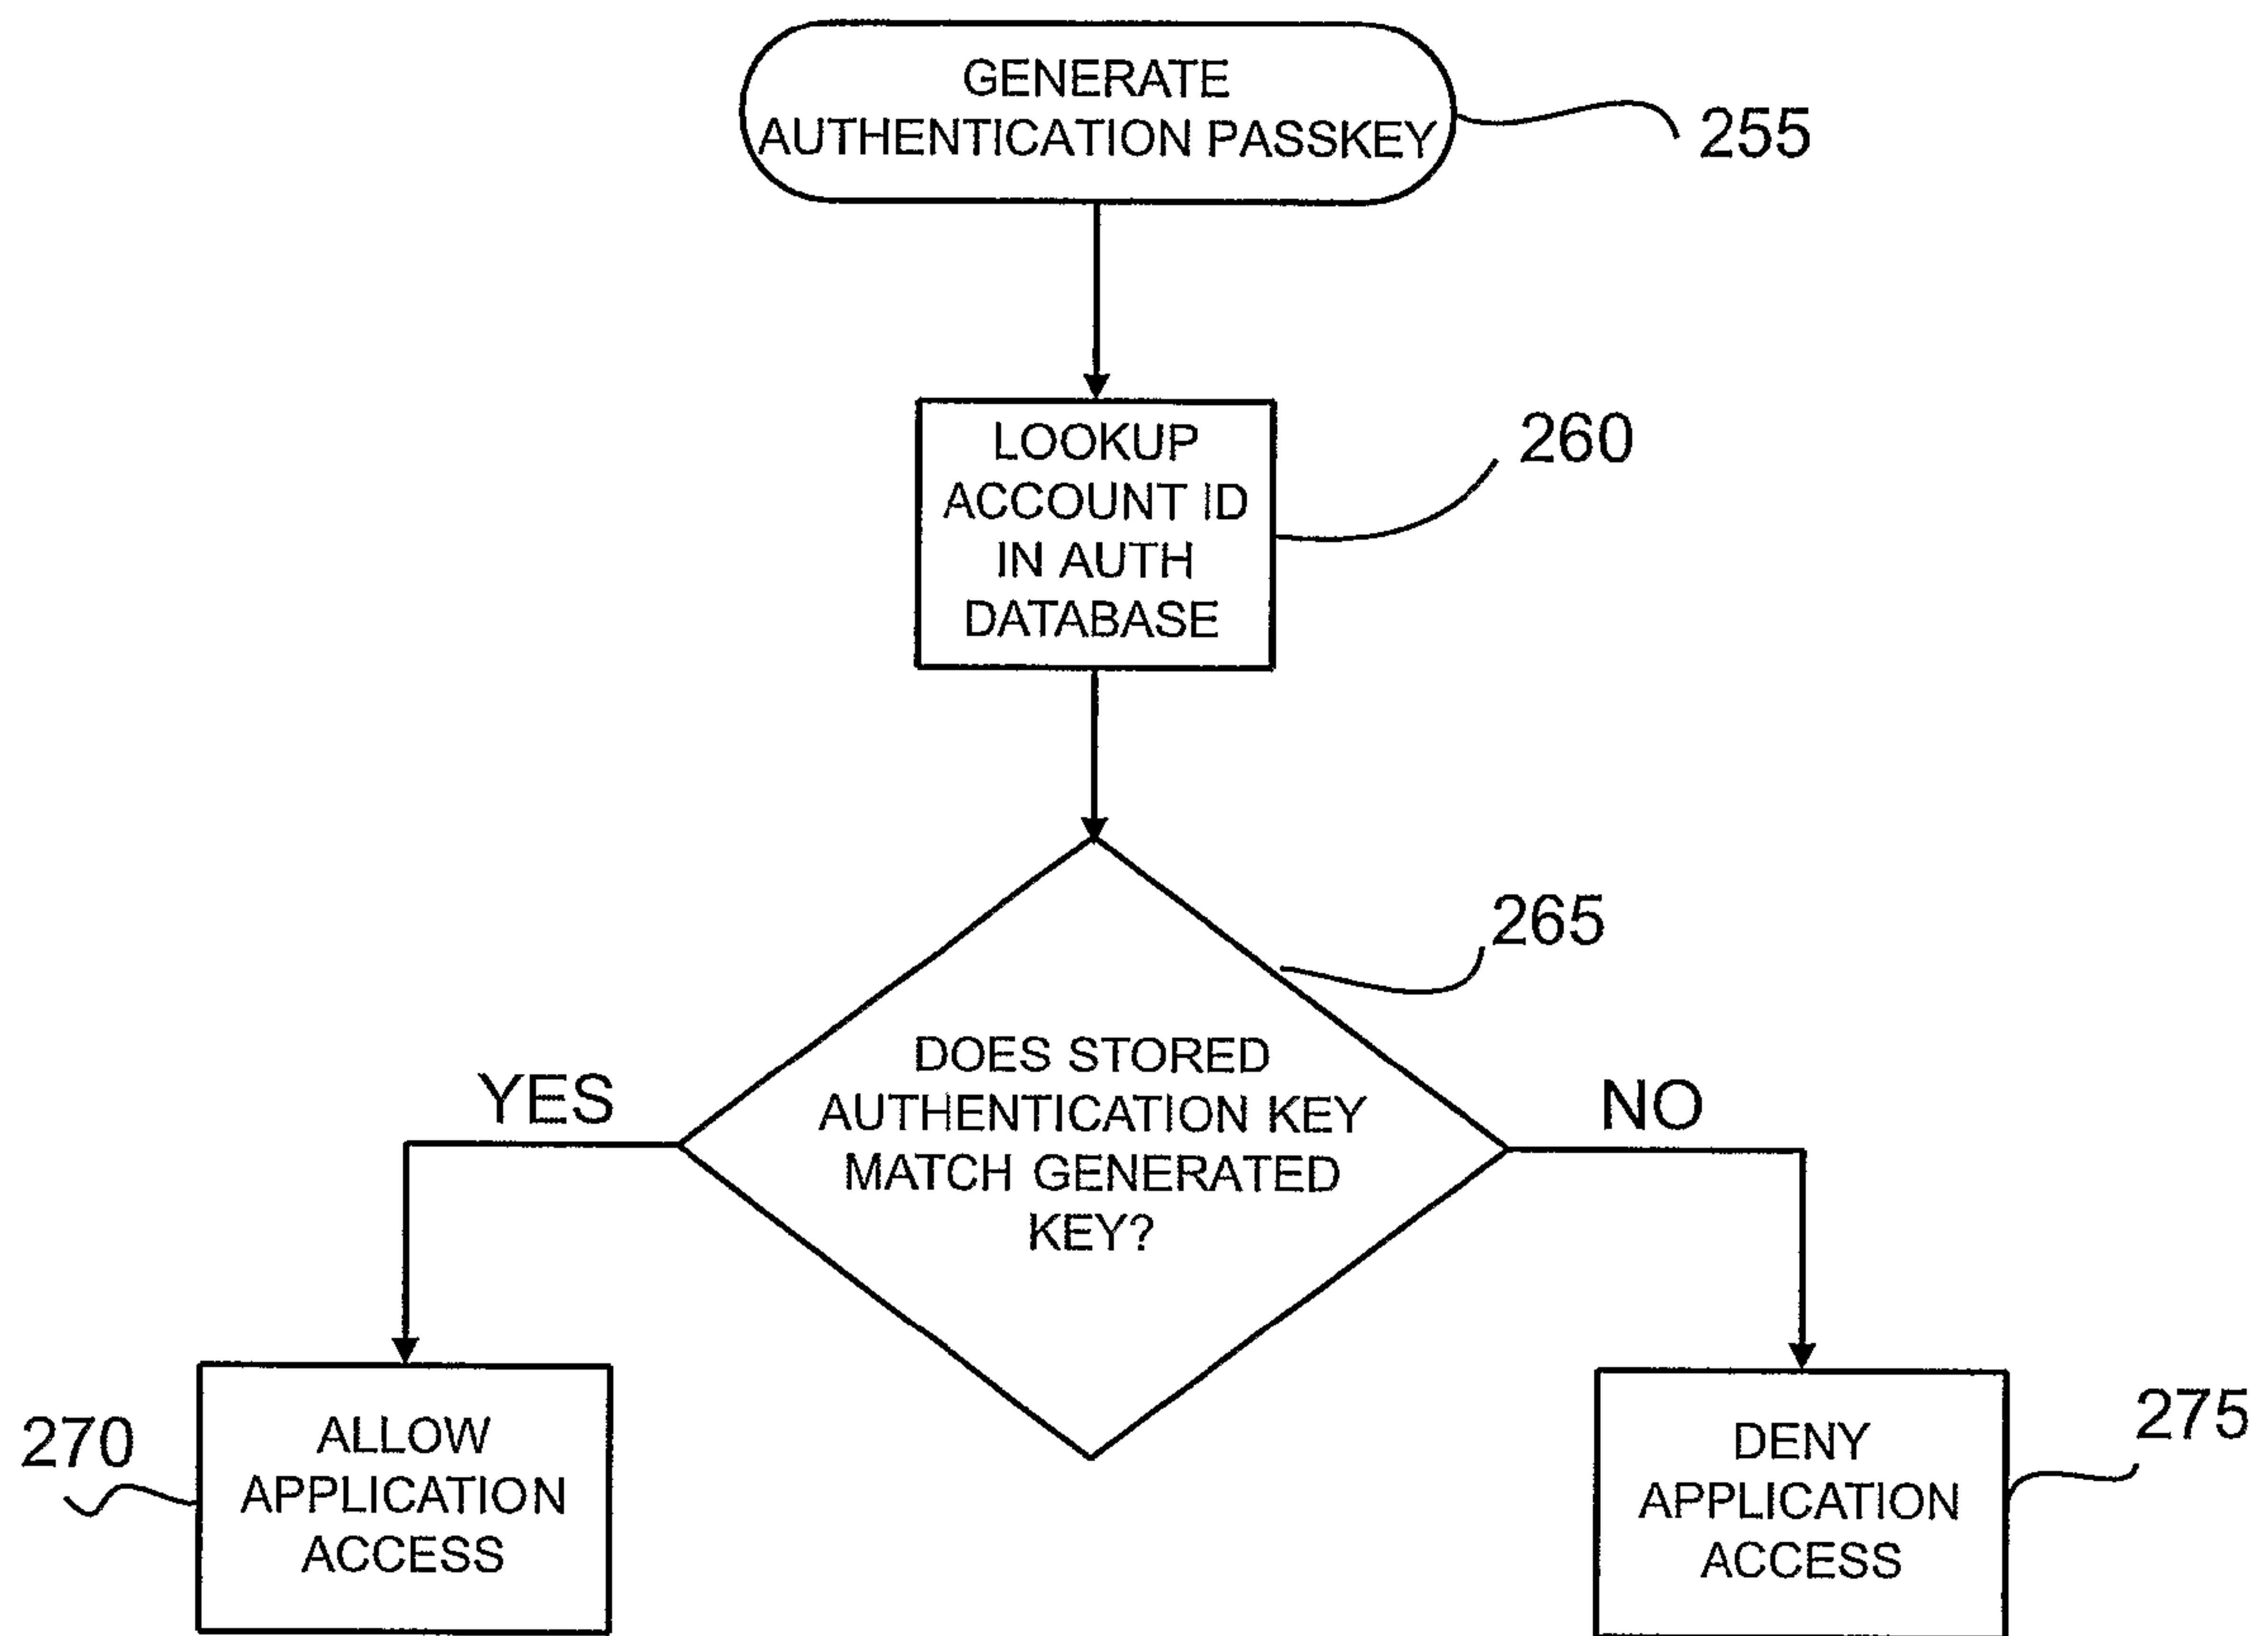 GENERATE
AUTHENTICATION PASSKEY
255
LOOKUP
ACCOUNT ID
IN AUTH
DATABASE
260
265
DOES STORED
AUTHENTICATION KEY
MATCH GENERATED
KEY?
YES
NO
270
ALLOW
APPLICATION
ACCESS
DENY
APPLICATION
ACCESS
275